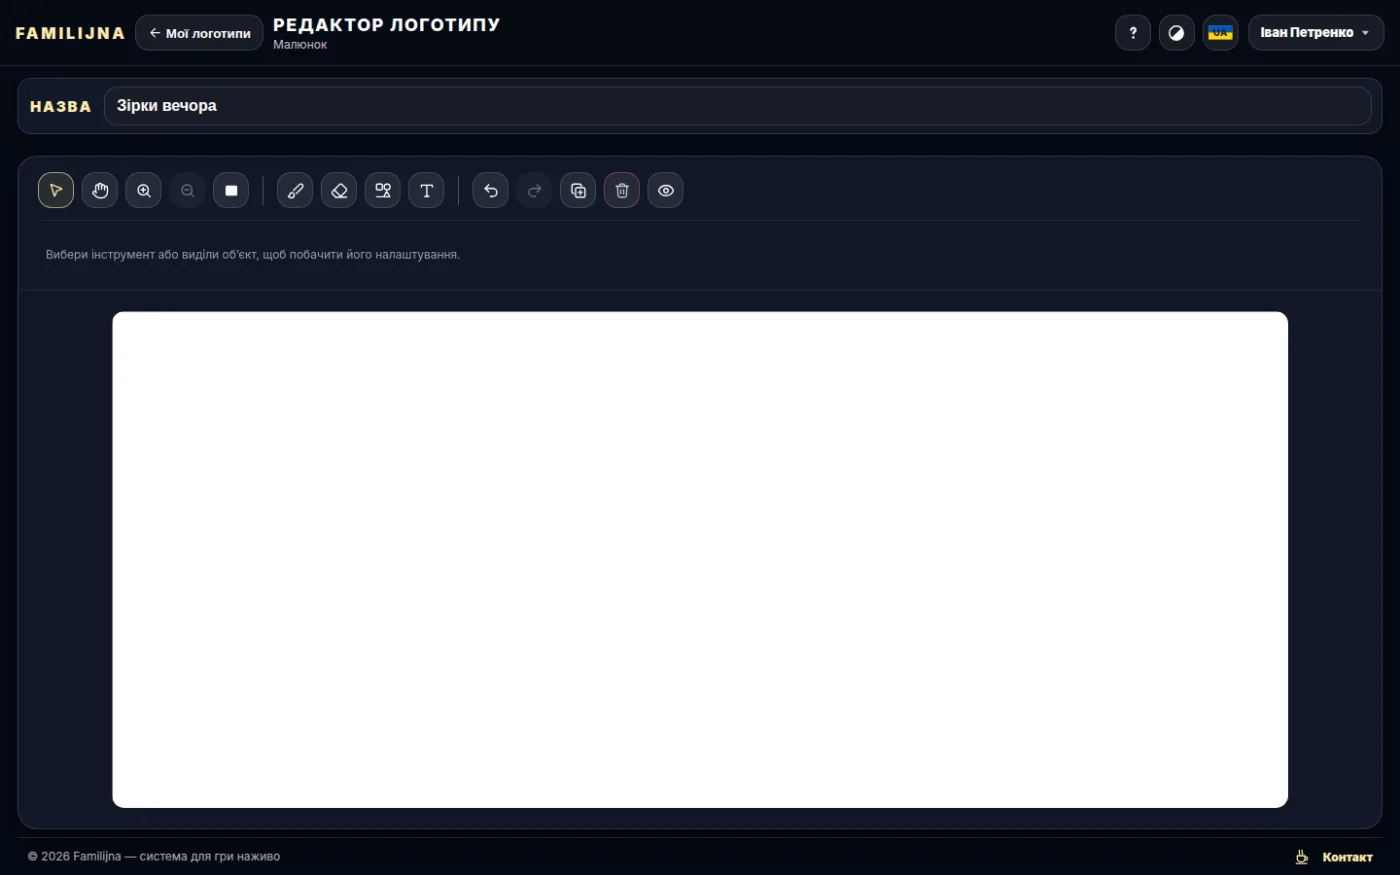 FAMILIJNA
← Мої логотипи
РЕДАКТОР ЛОГОТИПУ
Малюнок
?
UA
Іван Петренко
НАЗВА
Зірки вечора
Вибери інструмент або виділи об'єкт, щоб побачити його налаштування.
© 2026 Familijna — система для гри наживо
Контакт